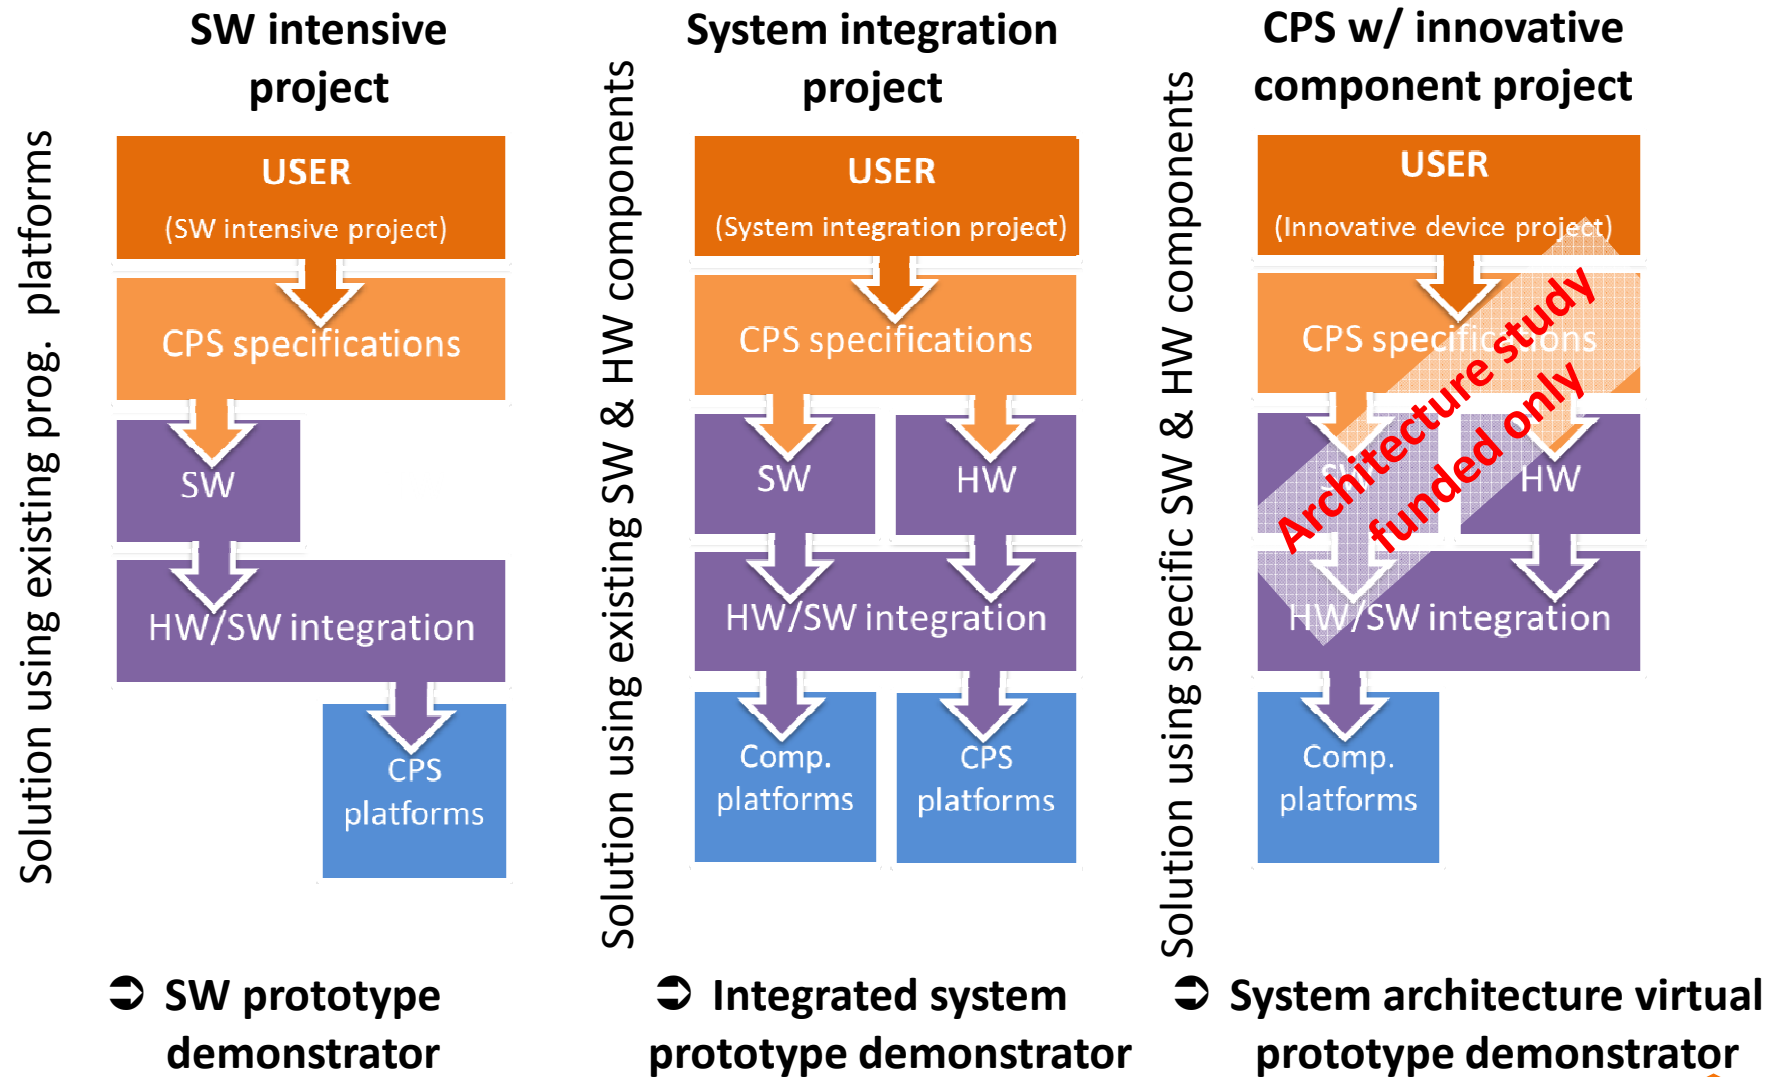 SW intensive
project
Solution using existing prog. platforms
USER
(SW intensive project)
CPS specifications
SW
HW/SW integration
CPS
platforms
➲ SW prototype
demonstrator
System integration
project
Solution using existing SW & HW components
USER
(System integration project)
CPS specifications
SW
HW
HW/SW integration
Comp.
platforms
CPS
platforms
➲ Integrated system
prototype demonstrator
CPS w/ innovative
component project
Solution using specific SW & HW components
USER
(Innovative device project)
CPS specifications
SW
HW
Architecture study
funded only
HW/SW integration
Comp.
platforms
➲ System architecture virtual
prototype demonstrator